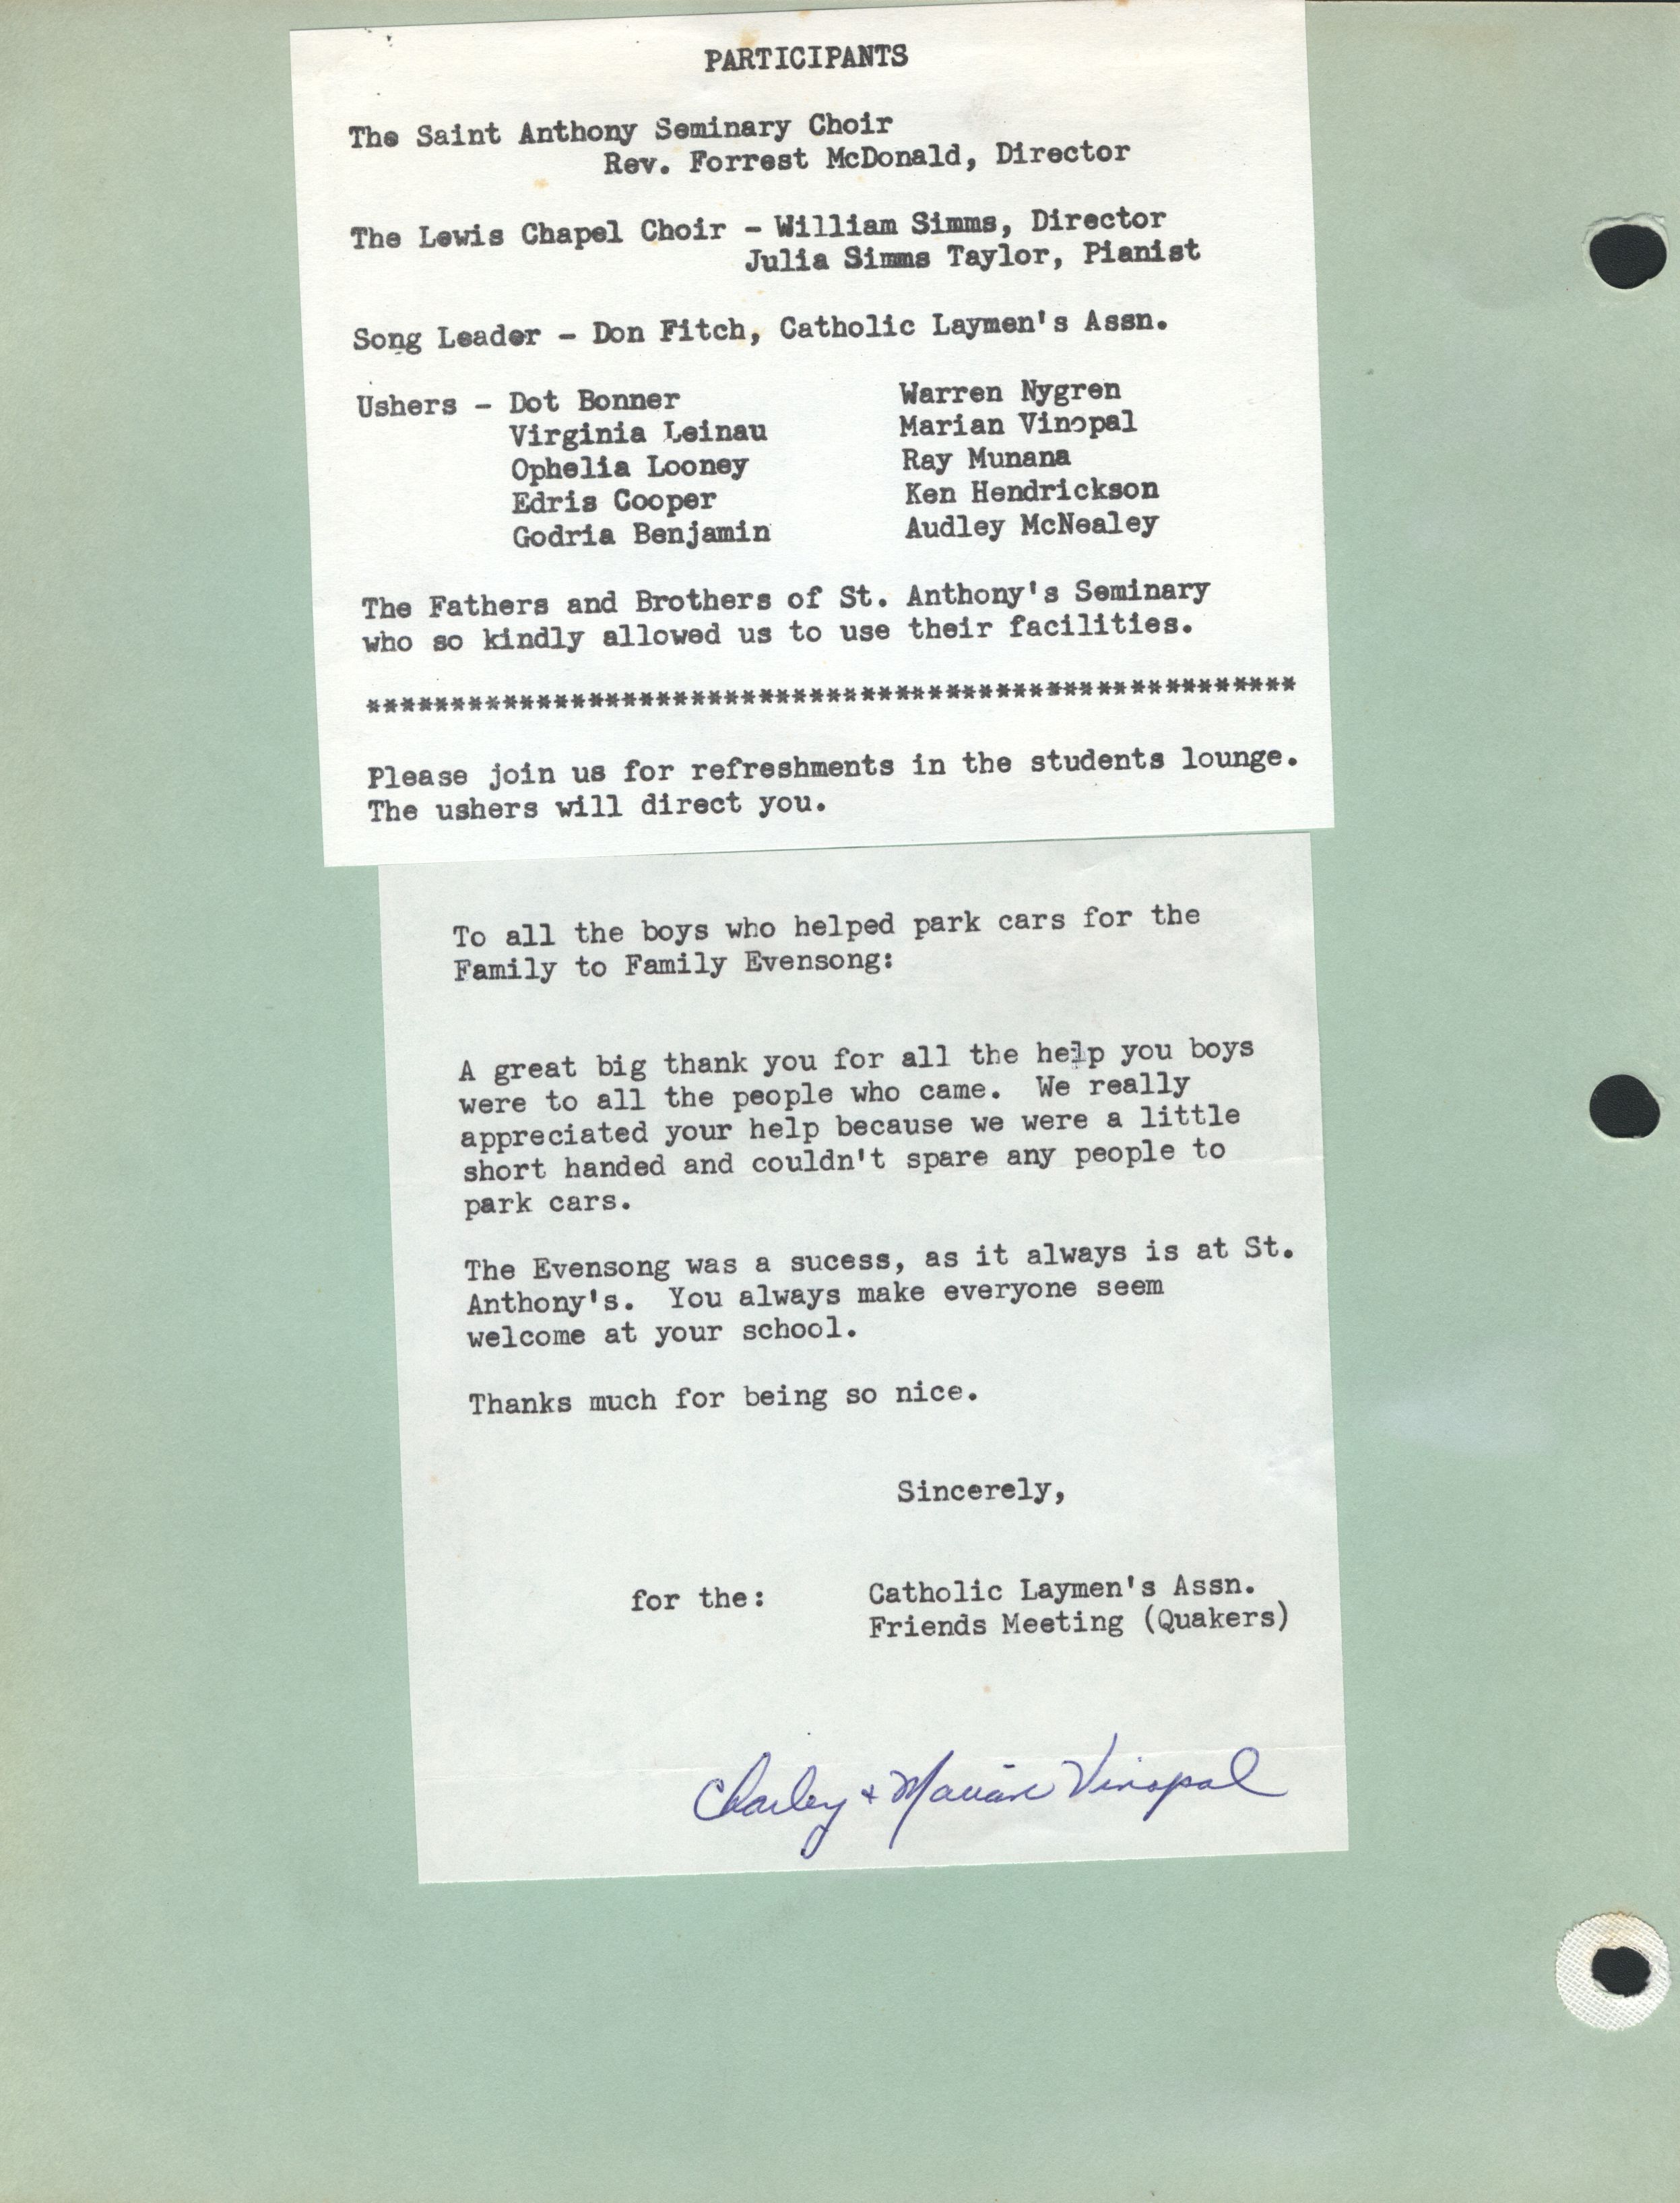 PARTICIPANTS
The Saint Anthony Seminary Choir
Rev. Forrest McDonald, Director
The Lewis Chapel Choir - William Simms, Director
Julia Simms Taylor, Pianist
Song Leader - Don Fitch, Catholic Laymen's Assn.
Ushers - Dot Bonner Warren Nygren
Virginia Leinau Marian Vinopal
Ophelia Looney Ray Munana
Edris Cooper Ken Hendrickson
Godria Benjamin Audley McNealey
The Fathers and Brothers of St. Anthony's Seminary
who so kindly allowed us to use their facilities.
******************************************************
Please join us for refreshments in the students lounge.
The ushers will direct you.
To all the boys who helped park cars for the
Family to Family Evensong:
A great big thank you for all the help you boys
were to all the people who came. We really
appreciated your help because we were a little
short handed and couldn't spare any people to
park cars.
The Evensong was a sucess, as it always is at St.
Anthony's. You always make everyone seem
welcome at your school.
Thanks much for being so nice.
Sincerely,
for the: Catholic Laymen's Assn.
Friends Meeting (Quakers)
Charley + Marian Vinopal